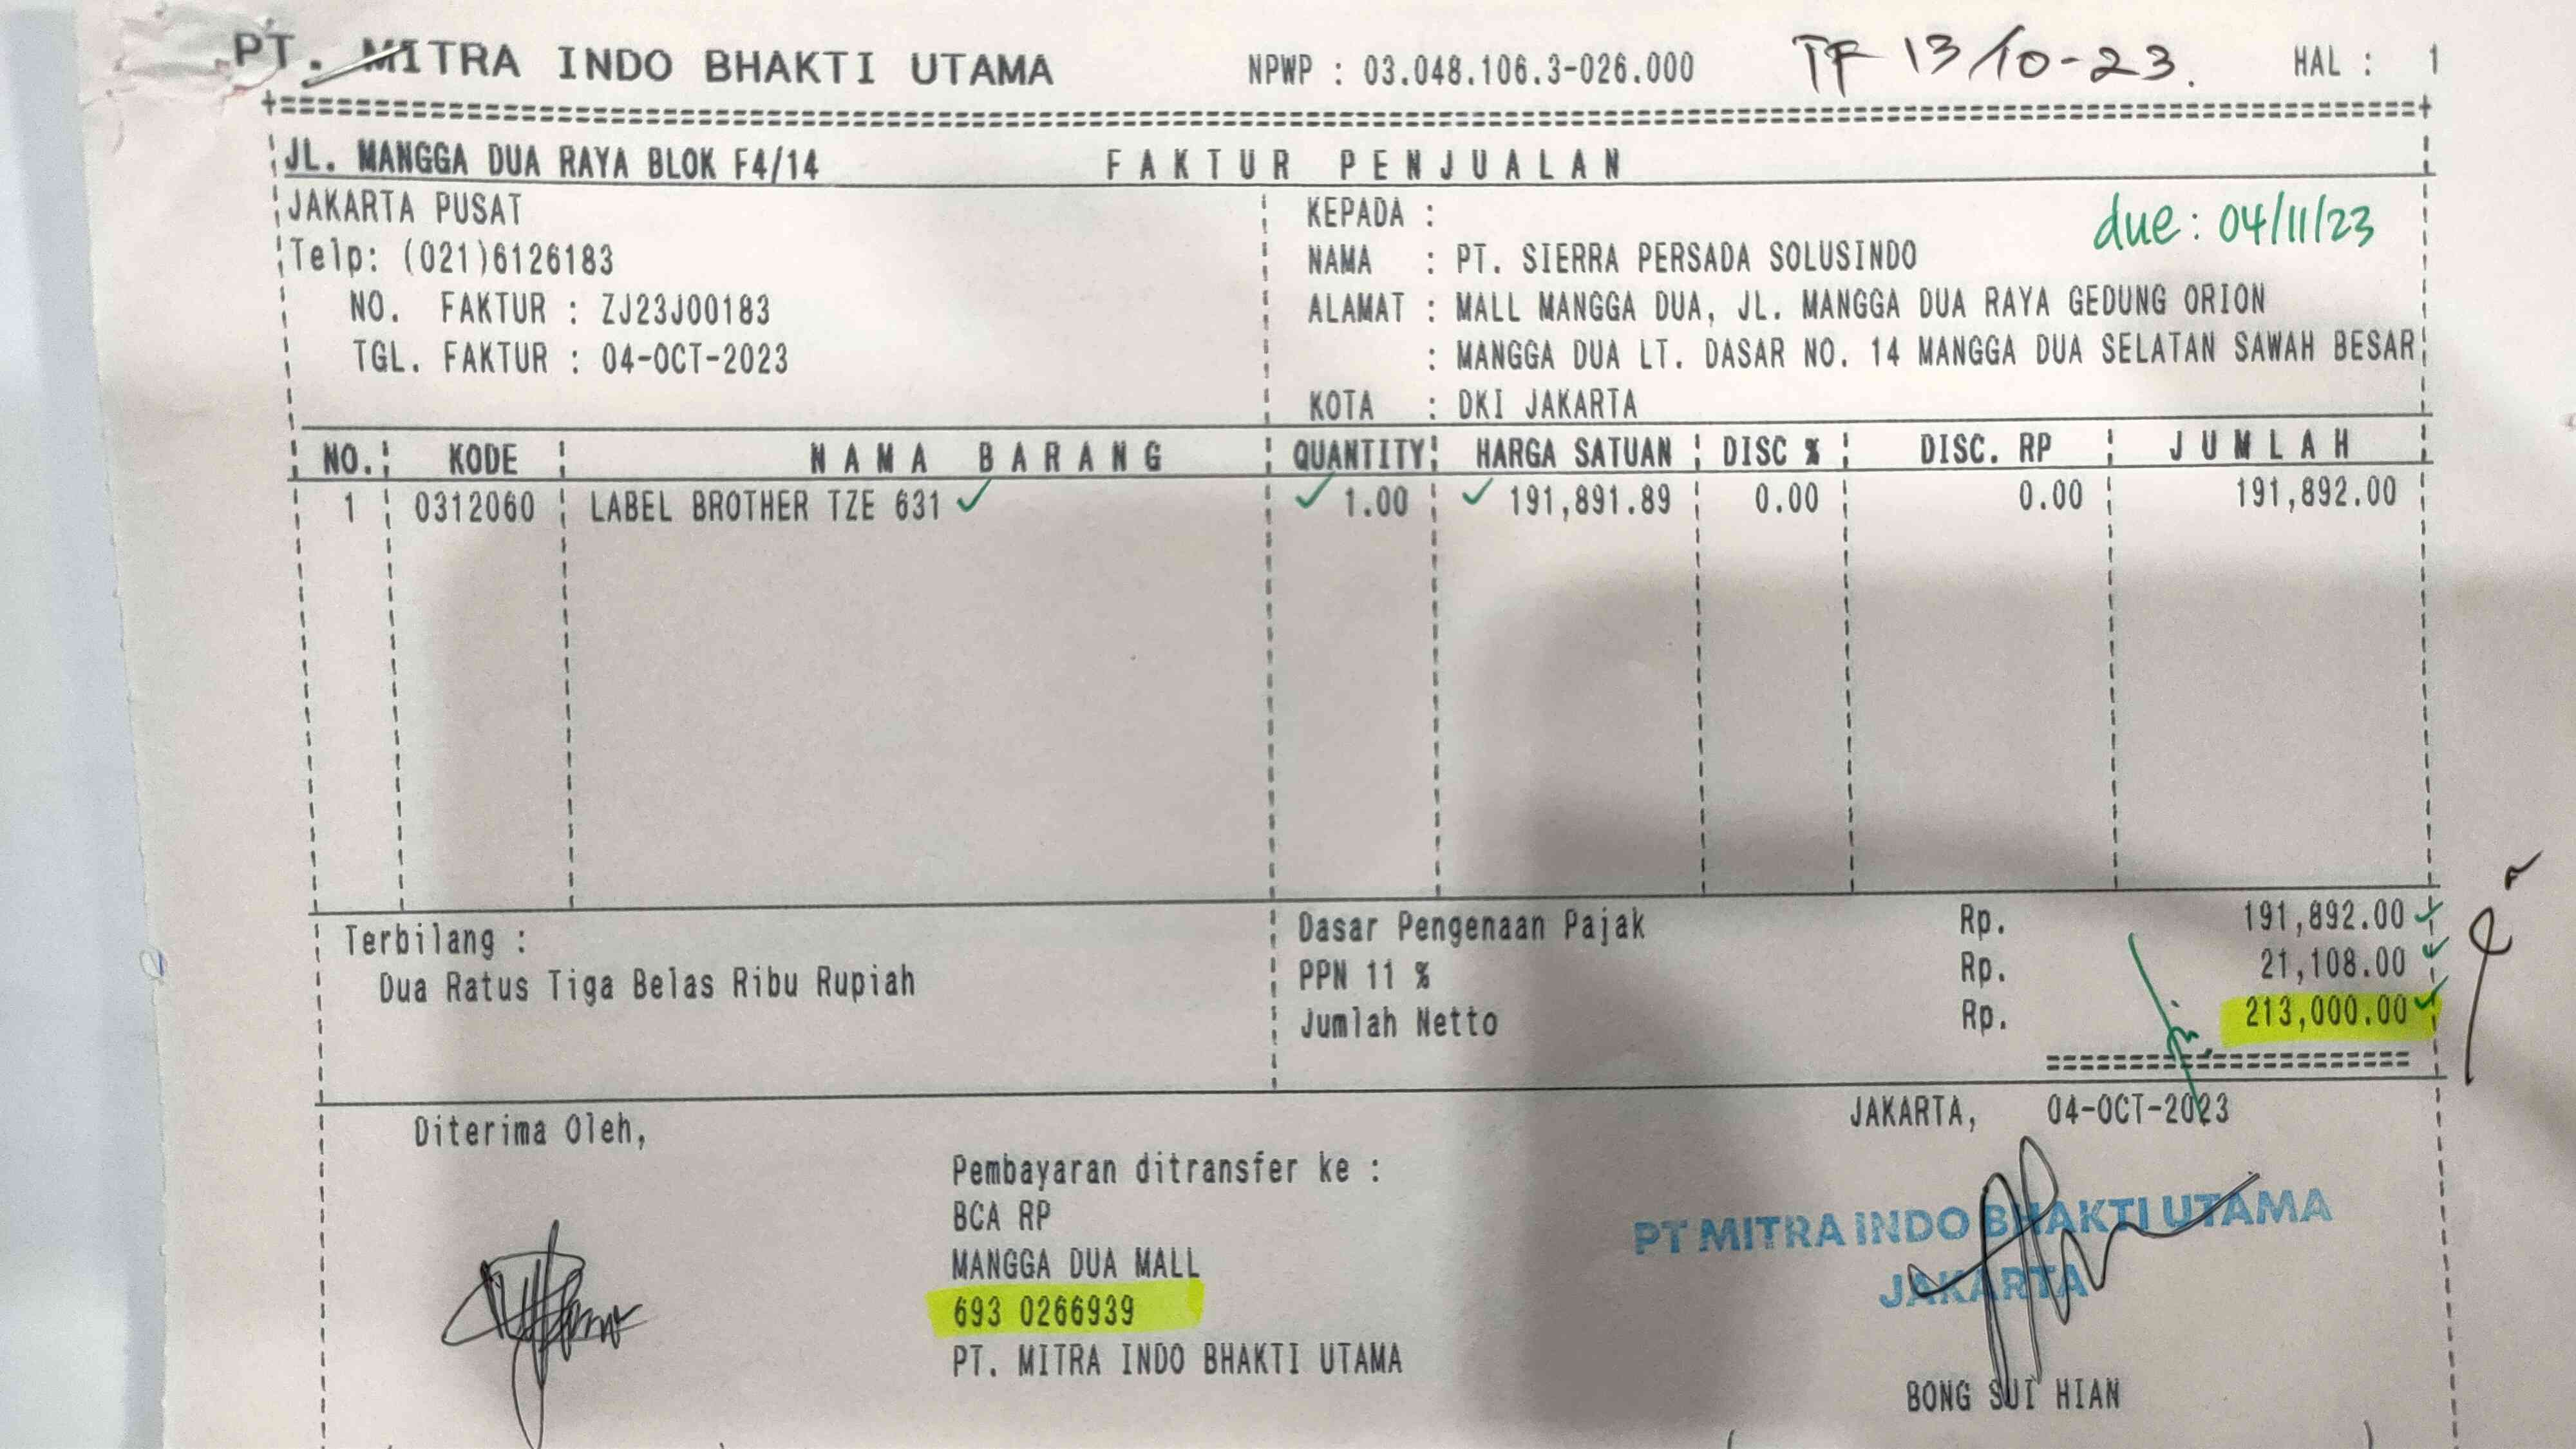 PT. MITRA INDO BHAKTI UTAMA NPWP : 03.048.106.3-026.000 TF 13/10-23. HAL : 1
JL. MANGGA DUA RAYA BLOK F4/14 FAKTUR PENJUALAN
JAKARTA PUSAT KEPADA : due : 04/11/23
Telp: (021)6126183 NAMA : PT. SIERRA PERSADA SOLUSINDO
NO. FAKTUR : ZJ23J00183 ALAMAT : MALL MANGGA DUA, JL. MANGGA DUA RAYA GEDUNG ORION
TGL. FAKTUR : 04-OCT-2023 : MANGGA DUA LT. DASAR NO. 14 MANGGA DUA SELATAN SAWAH BESAR
KOTA : DKI JAKARTA
NO. KODE NAMA BARANG QUANTITY HARGA SATUAN DISC % DISC. RP JUMLAH
1 0312060 LABEL BROTHER TZE 631 ✓ ✓ 1.00 ✓ 191,891.89 0.00 0.00 191,892.00
Terbilang : Dasar Pengenaan Pajak Rp. 191,892.00 ✓
Dua Ratus Tiga Belas Ribu Rupiah PPN 11 % Rp. 21,108.00 ✓
Jumlah Netto Rp. 213,000.00 ✓
Diterima Oleh, JAKARTA, 04-OCT-2023
Pembayaran ditransfer ke :
BCA RP
PT MITRA INDO BHAKTI UTAMA
MANGGA DUA MALL
JAKARTA
693 0266939
PT. MITRA INDO BHAKTI UTAMA
BONG SUI HIAN